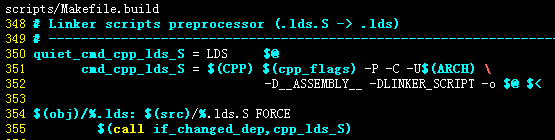 scripts/Makefile.build
348 # Linker scripts preprocessor (.lds.S -> .lds)
349 # ---------------------------------------------------------------------------
350 quiet_cmd_cpp_lds_S = LDS     $@
351       cmd_cpp_lds_S = $(CPP) $(cpp_flags) -P -C -U$(ARCH) \
352                              -D__ASSEMBLY__ -DLINKER_SCRIPT -o $@ $<
353
354 $(obj)/%.lds: $(src)/%.lds.S FORCE
355         $(call if_changed_dep,cpp_lds_S)